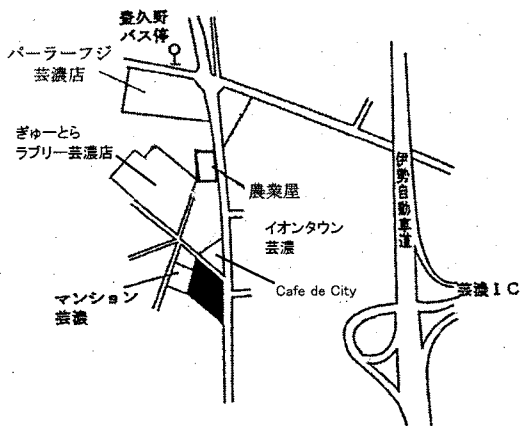 豊久野
バス停
パーラーフジ
芸濃店
ぎゅーとら
ラブリー芸濃店
農業屋
イオンタウン
芸濃
Cafe de City
マンション
芸濃
伊勢自動車道
芸濃IC